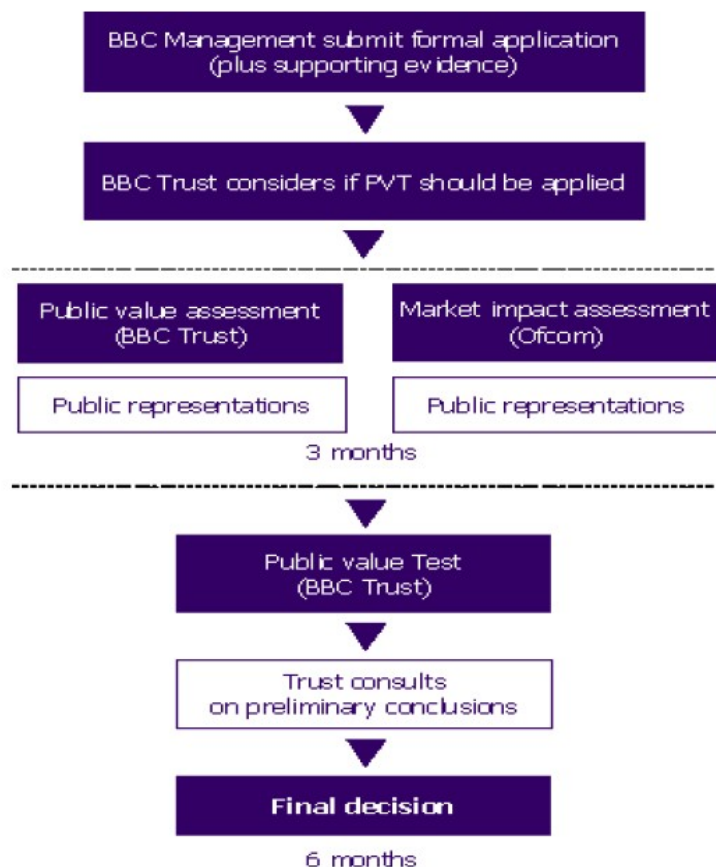 BBC Management submit formal application
(plus supporting evidence)
BBC Trust considers if PVT should be applied
Public value assessment
(BBC Trust)
Market impact assessment
(Ofcom)
Public representations
Public representations
3 months
Public value Test
(BBC Trust)
Trust consults
on preliminary conclusions
Final decision
6 months